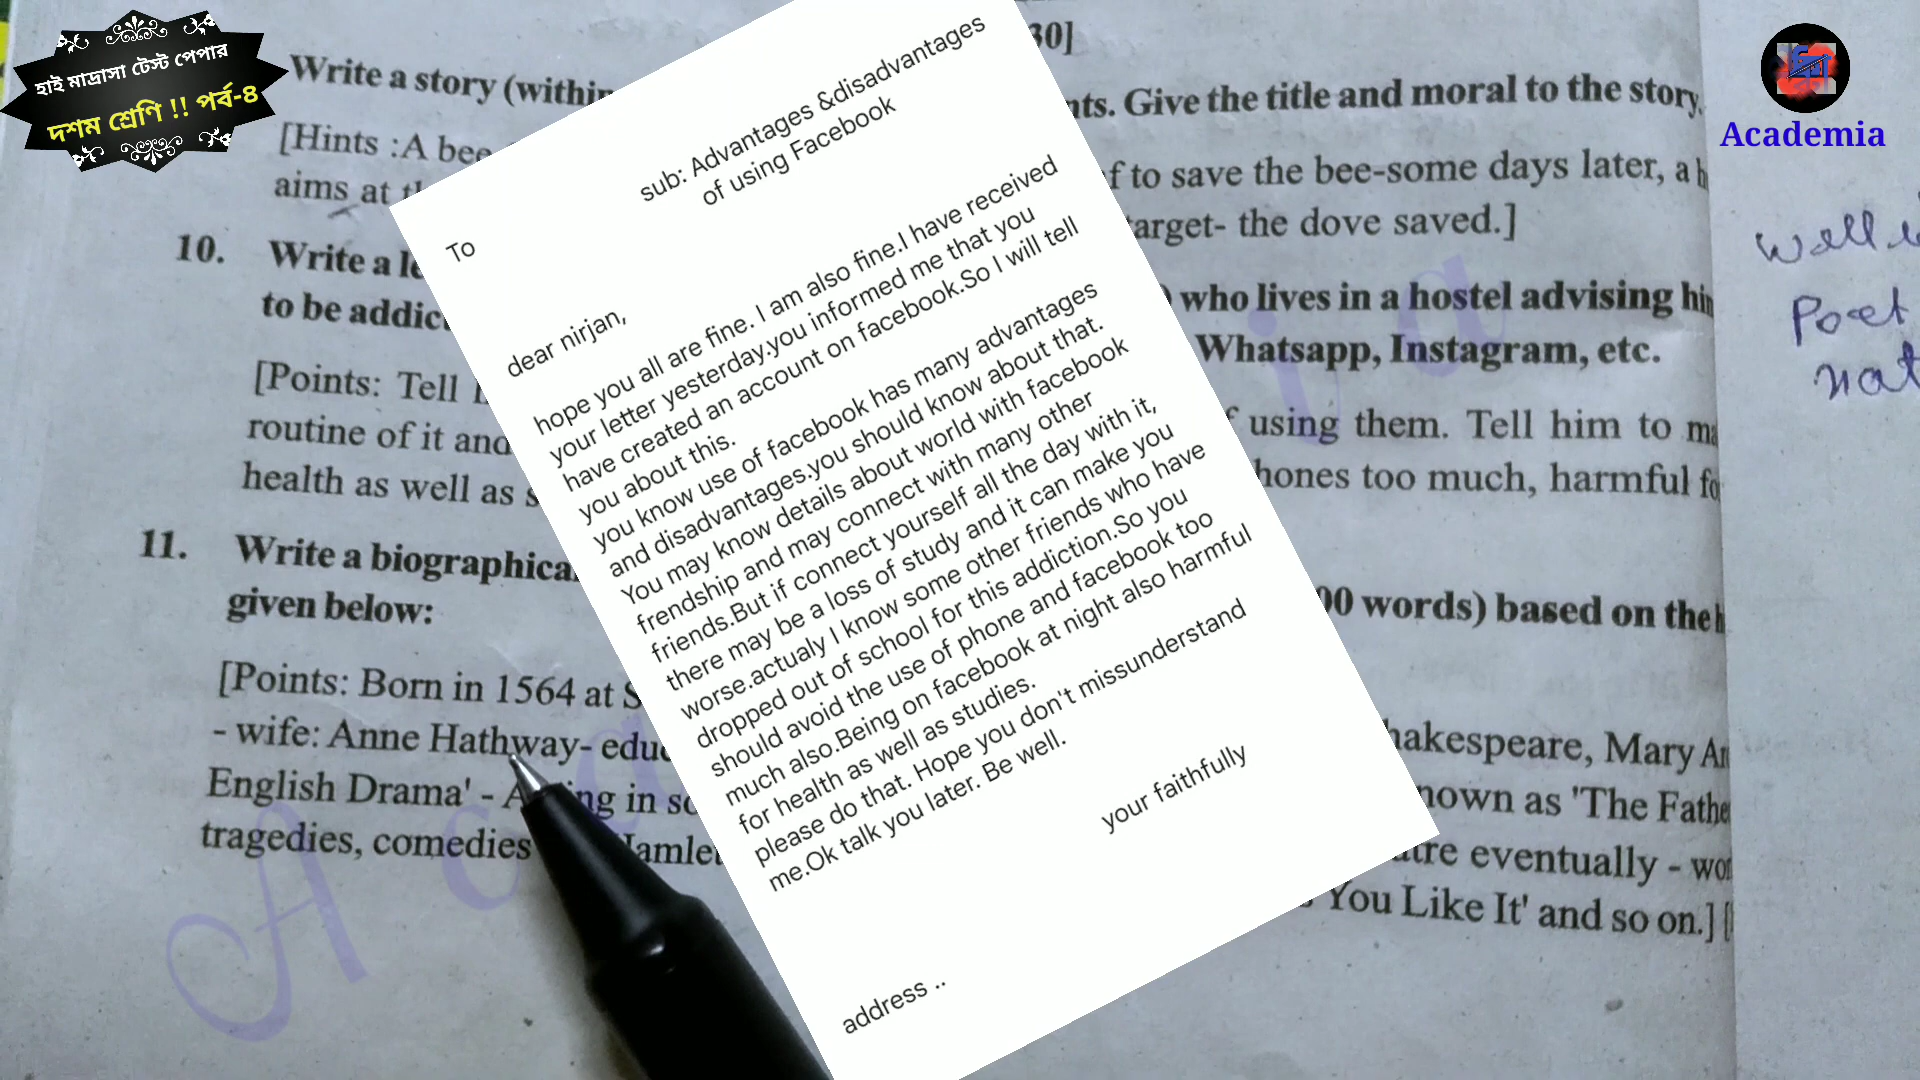 হাই মাদ্রাসা টেস্ট পেপার
দশম শ্রেণি !! পর্ব-৪
Academia
30]
Write a story (within
nts. Give the title and moral to the story.
[Hints :A bee
f to save the bee-some days later, a
aims at
target- the dove saved.]
10. Write a
who lives in a hostel advising
to be addic
Whatsapp, Instagram, etc.
[Points: Tell
using them. Tell him to
routine of it and
hones too much, harmful
health as well as s
11. Write a biographica
00 words) based on the
given below:
[Points: Born in 1564 at S
hakespeare, Mary
- wife: Anne Hathway- edu
nown as 'The Fathe
English Drama' - A ing in sc
atre eventually -
tragedies, comedies
Hamle
You Like It' and so on.]
sub: Advantages &disadvantages
of using Facebook
To
dear nirjan,
hope you all are fine. I am also fine.I have received
your letter yesterday.you informed me that you
have created an account on facebook.So I will tell
you about this.
you know use of facebook has many advantages
and disadvantages.you should know about that.
You may know details about world with facebook
frendship and may connect with many other
friends.But if connect yourself all the day with it,
there may be a loss of study and it can make you
worse.actualy I know some other friends who have
dropped out of school for this addiction.So you
should avoid the use of phone and facebook too
much also.Being on facebook at night also harmful
for health as well as studies.
please do that. Hope you don't missunderstand
me.Ok talk you later. Be well.
your faithfully
address ..
well
Poet
nat
Academia